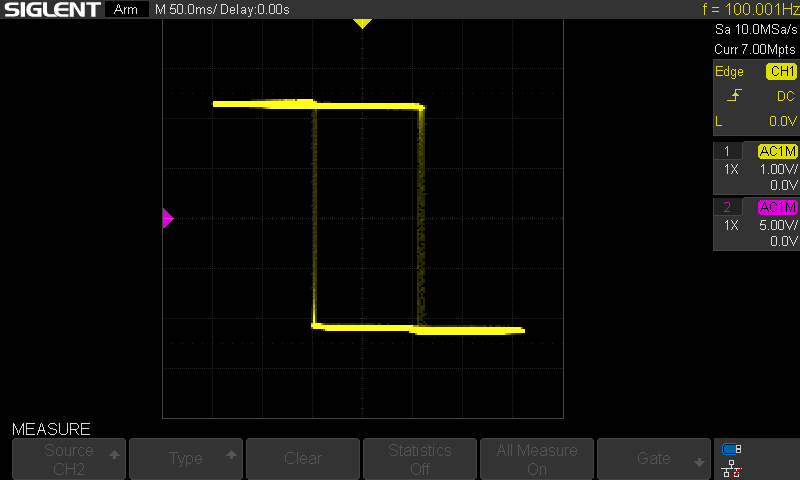 SIGLENT Arm M 50.0ms/ Delay:0.00s f = 100.001Hz
Sa 10.0MSa/s
Curr 7.00Mpts
Edge CH1
DC
L 0.0V
1 AC1M
1X 1.00V/
0.0V
2 AC1M
1X 5.00V/
0.0V
MEASURE
Source CH2
Type
Clear
Statistics Off
All Measure On
Gate